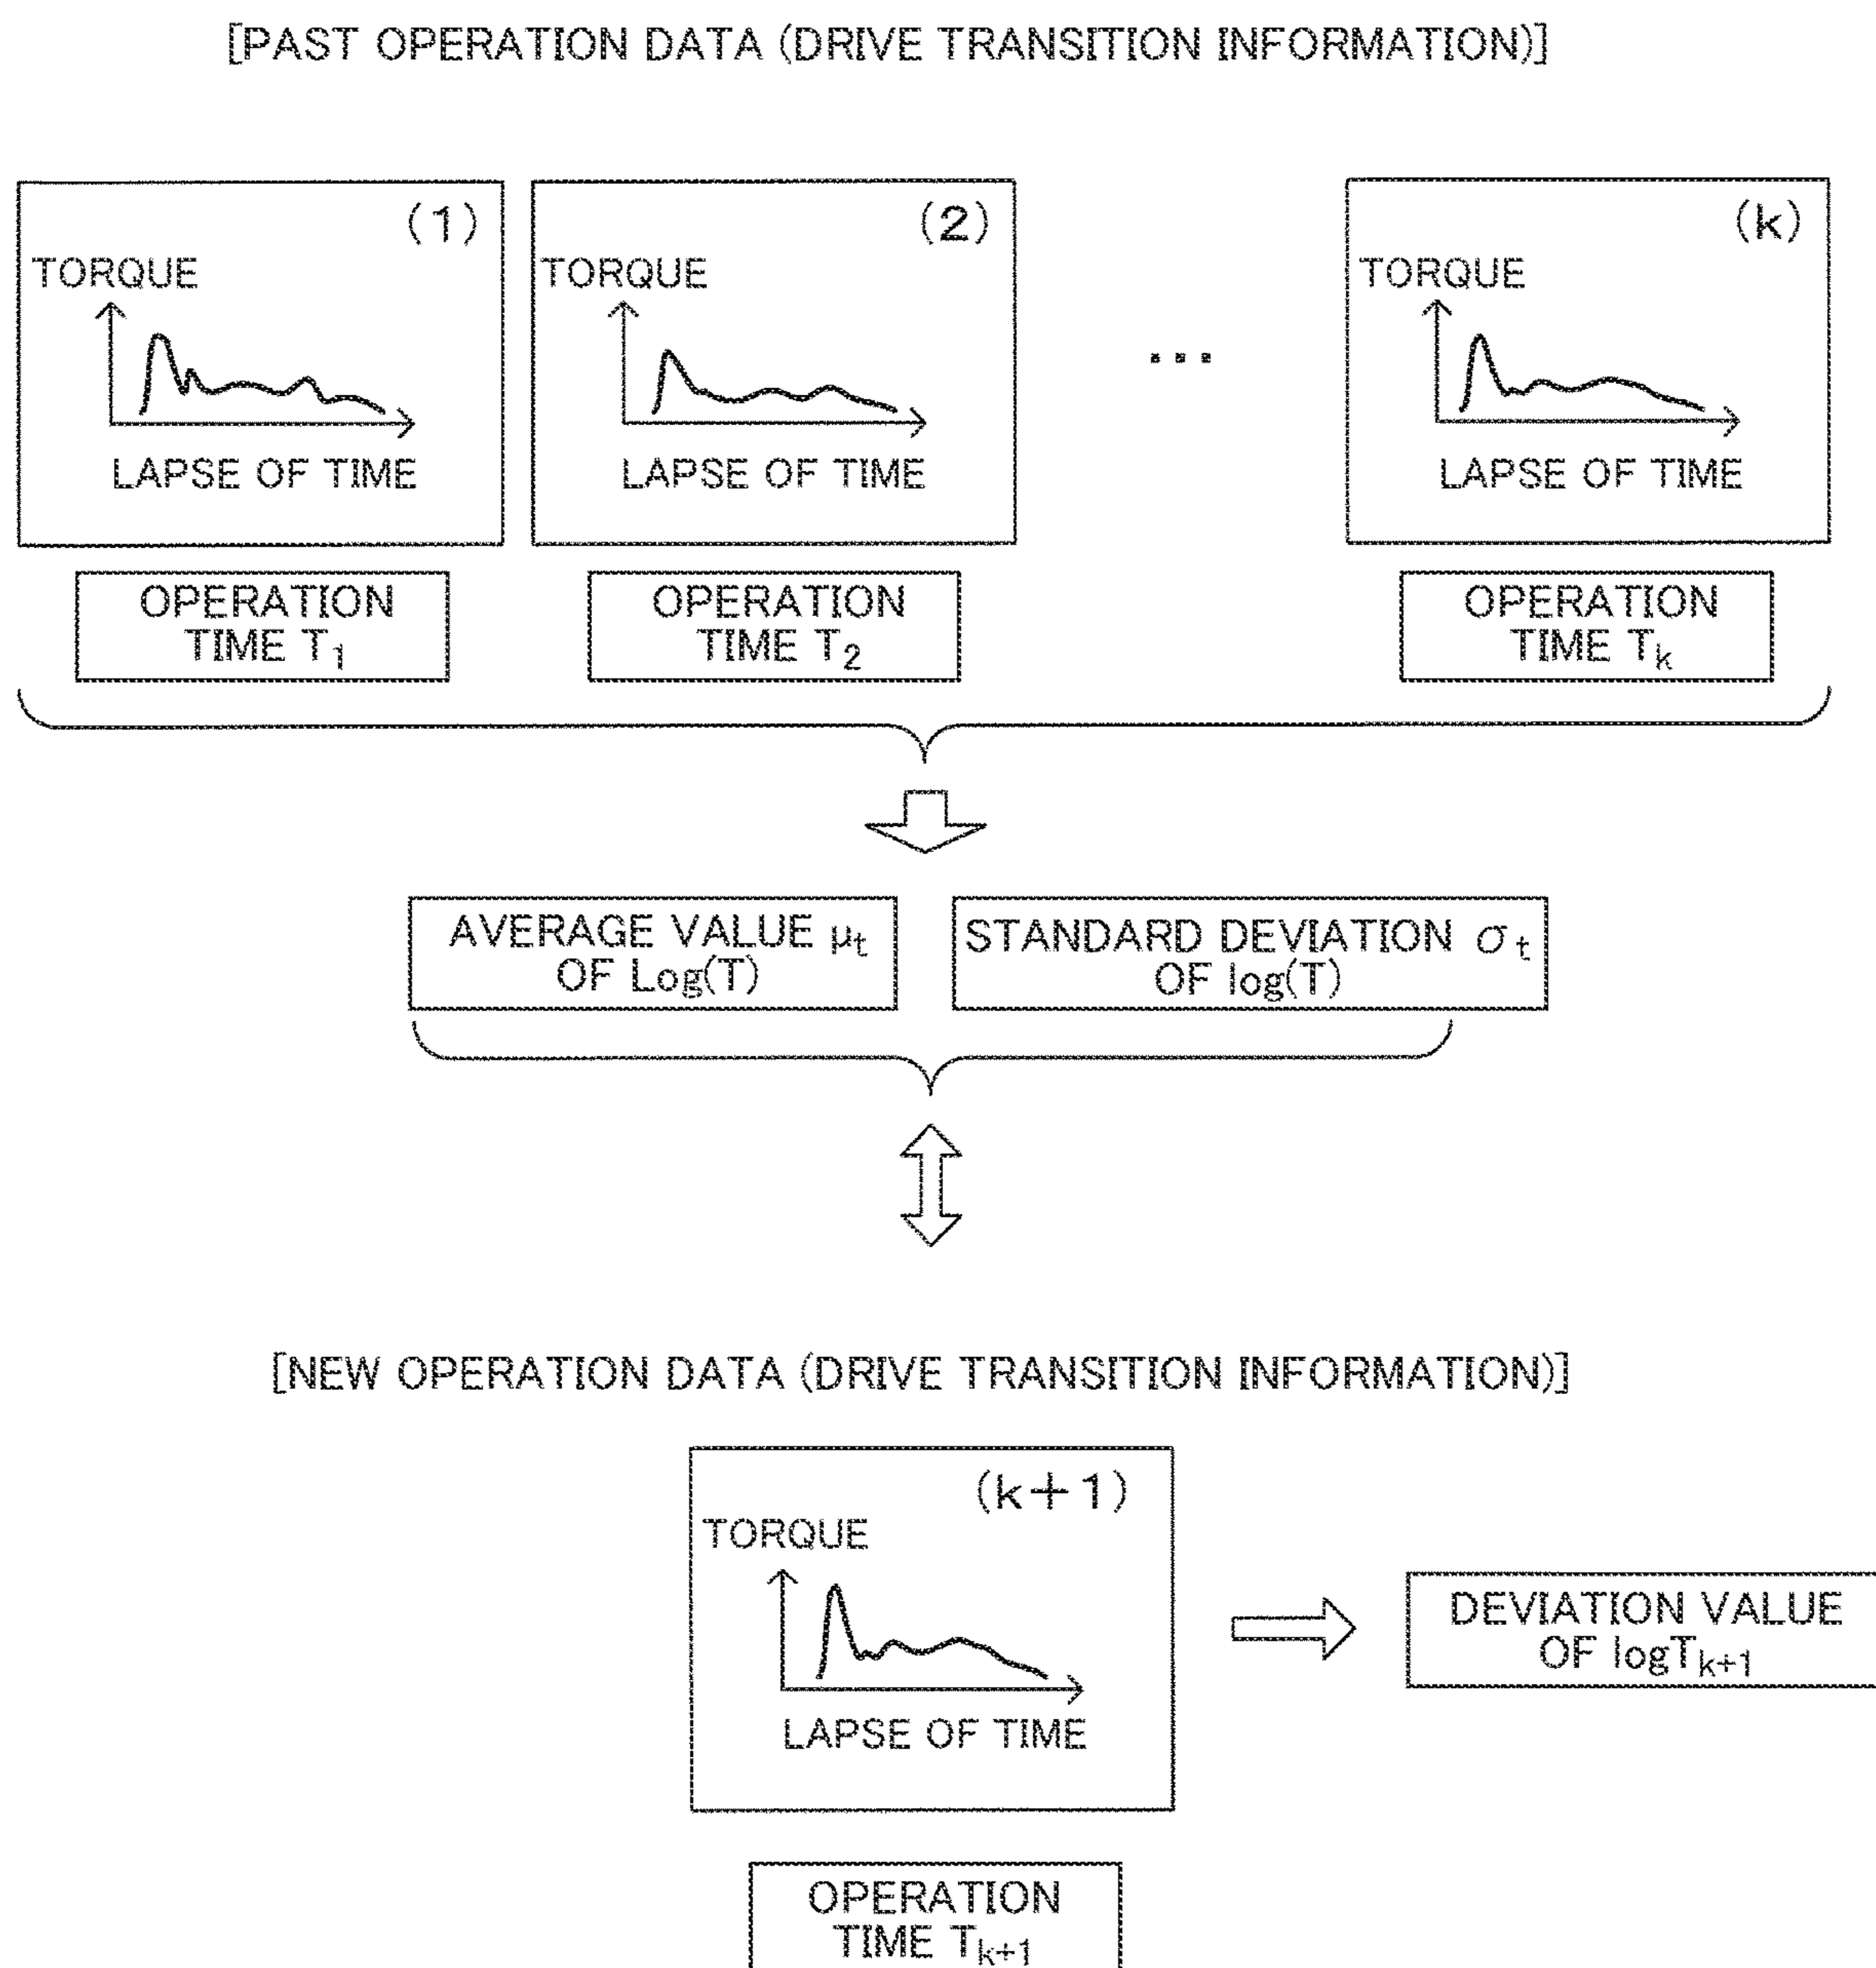 [PAST OPERATION DATA (DRIVE TRANSITION INFORMATION)]
(1)
TORQUE
LAPSE OF TIME
OPERATION
TIME T1
(2)
TORQUE
LAPSE OF TIME
OPERATION
TIME T2
...
(k)
TORQUE
LAPSE OF TIME
OPERATION
TIME Tk
AVERAGE VALUE μt
OF Log(T)
STANDARD DEVIATION σt
OF log(T)
[NEW OPERATION DATA (DRIVE TRANSITION INFORMATION)]
(k+1)
TORQUE
LAPSE OF TIME
OPERATION
TIME Tk+1
DEVIATION VALUE
OF logTk+1